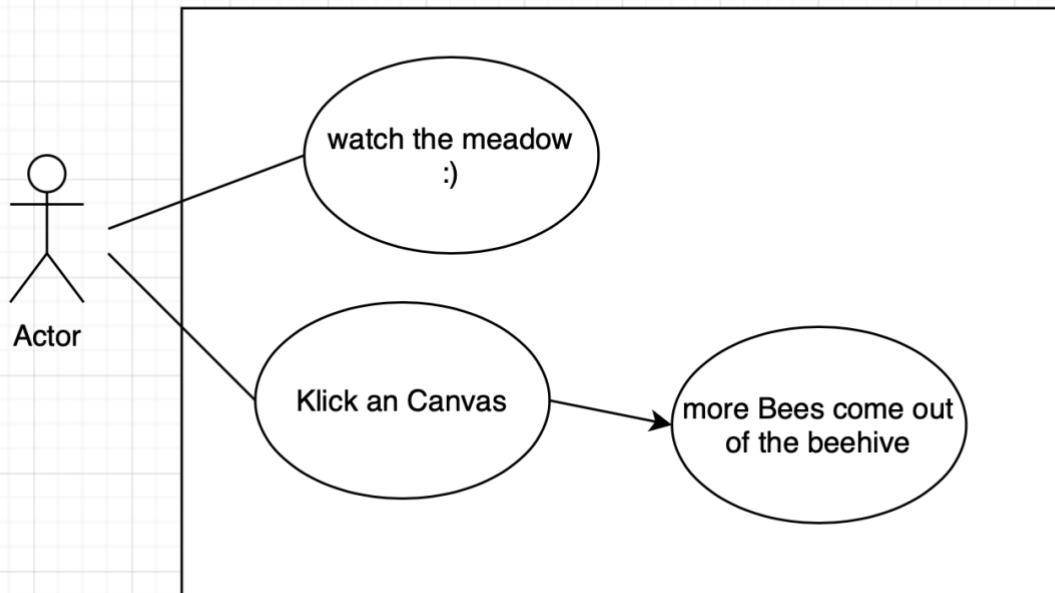 watch the meadow
:)
Actor
Klick an Canvas
more Bees come out
of the beehive